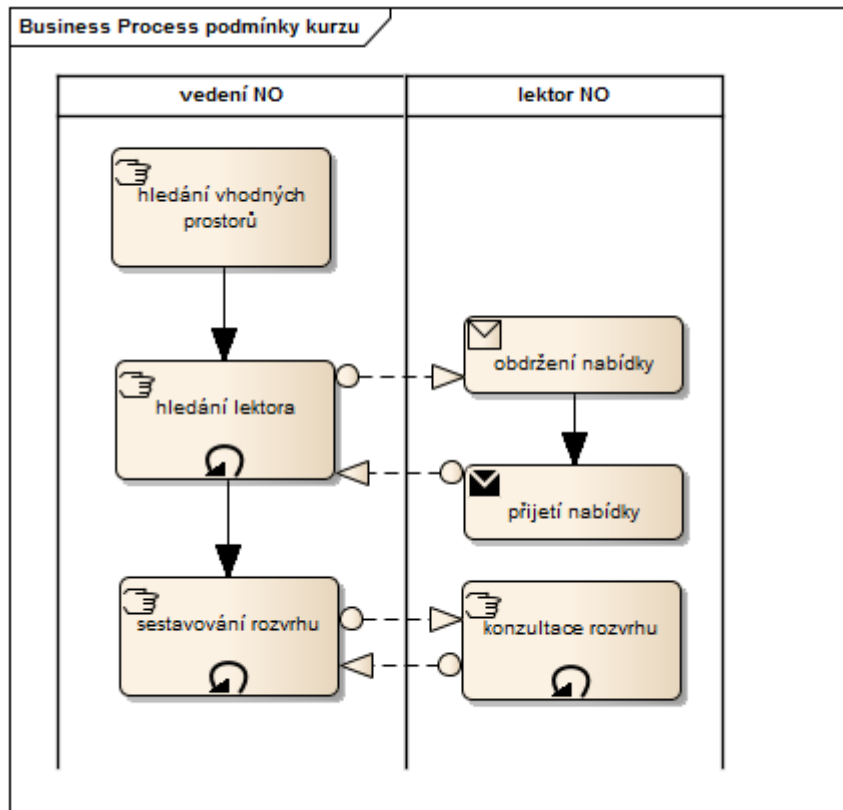 Business Process podmínky kurzu
vedení NO
lektor NO
hledání vhodných
prostorů
obdržení nabídky
hledání lektora
přijetí nabídky
sestavování rozvrhu
konzultace rozvrhu